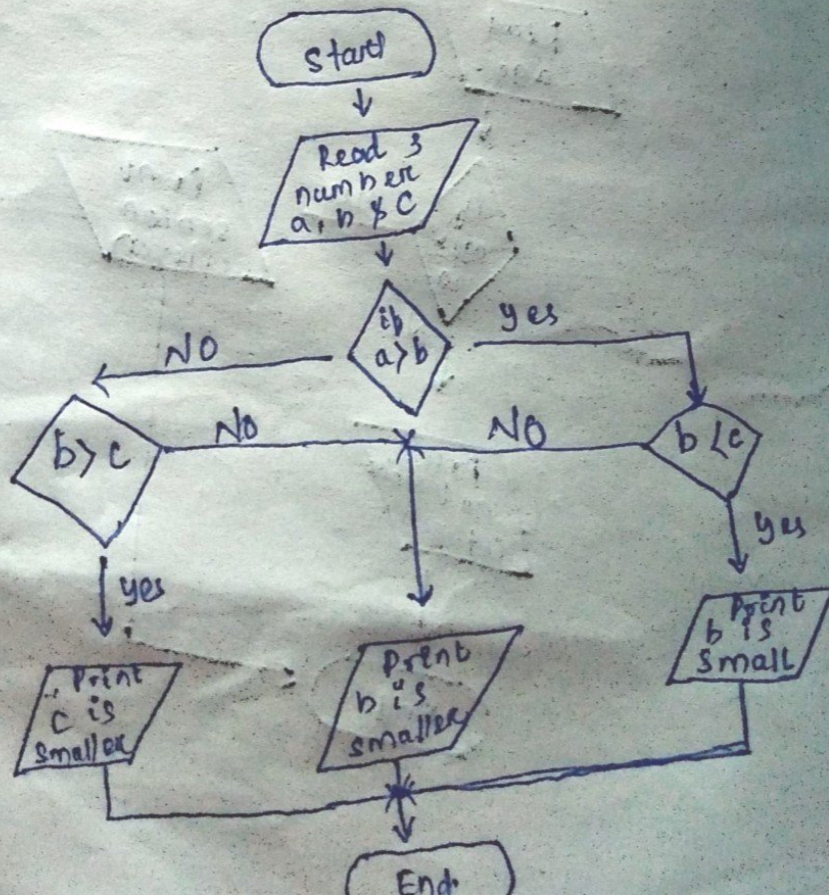 Start
Read 3
number
a, b & C
if
a>b
yes
NO
b > c
No
NO
b < c
yes
yes
Print
b is
small
Print
c is
smaller
Print
b is
smaller
End.